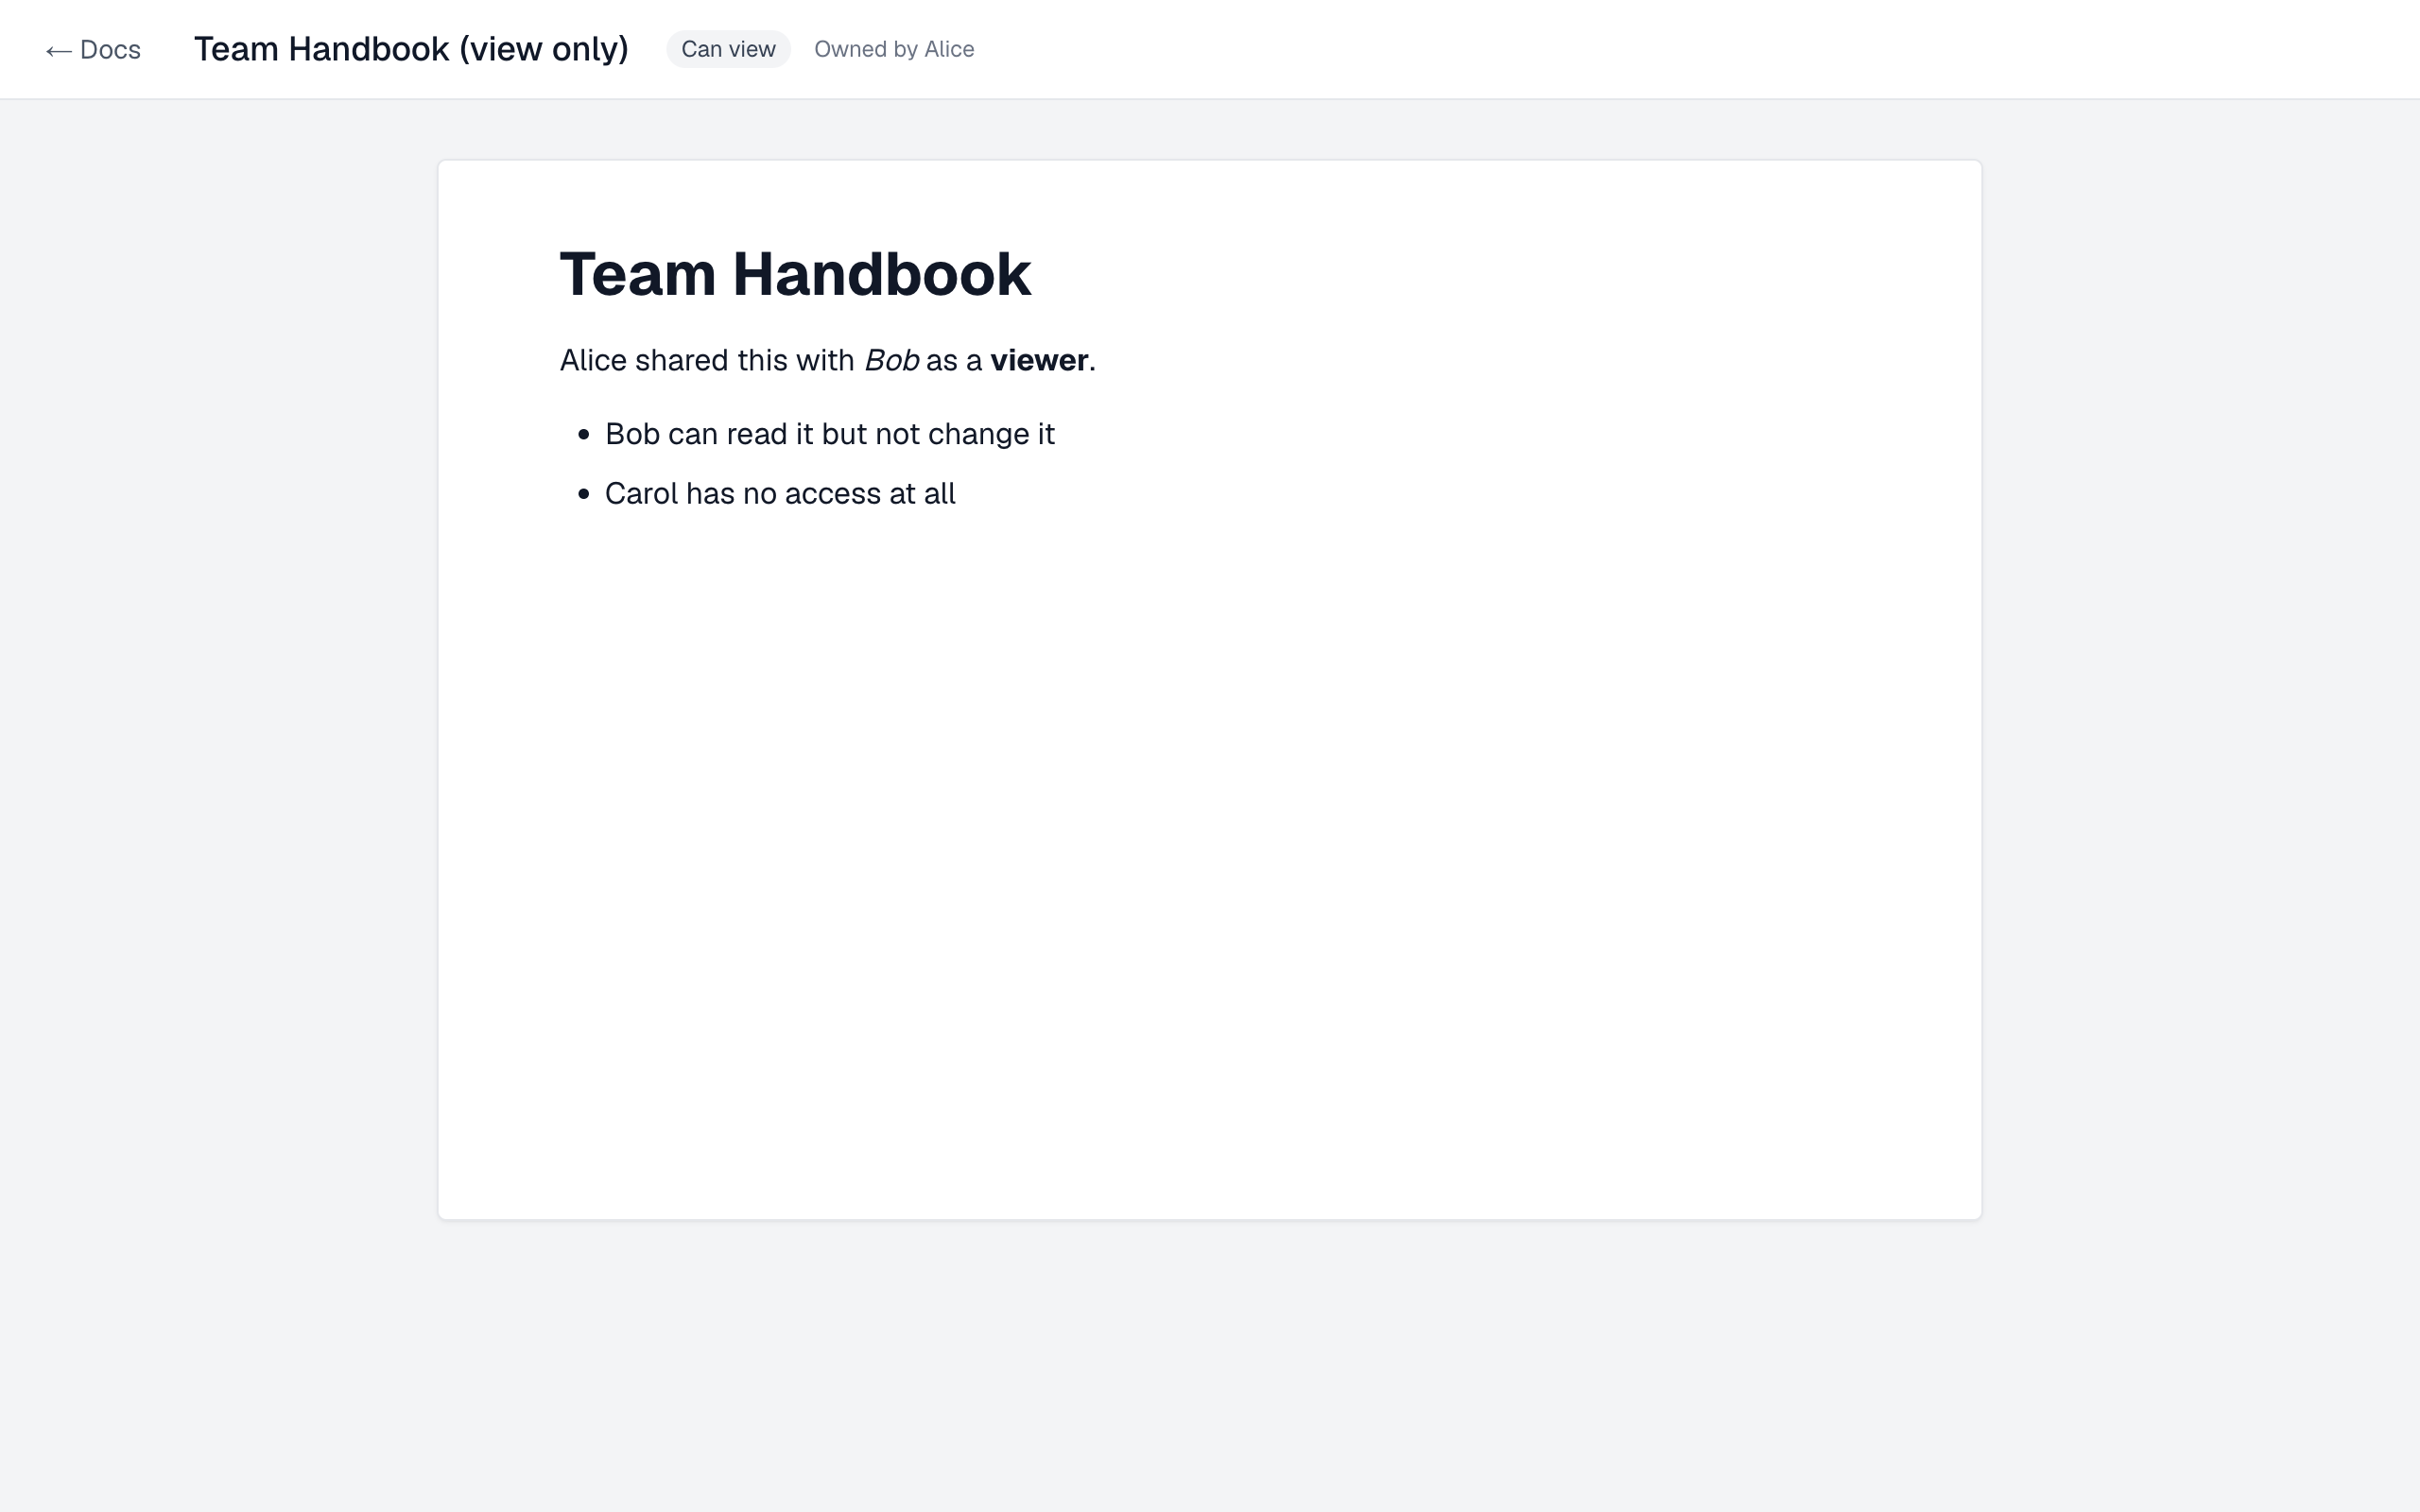 ← Docs Team Handbook (view only) Can view Owned by Alice
Team Handbook
Alice shared this with Bob as a viewer.
• Bob can read it but not change it
• Carol has no access at all